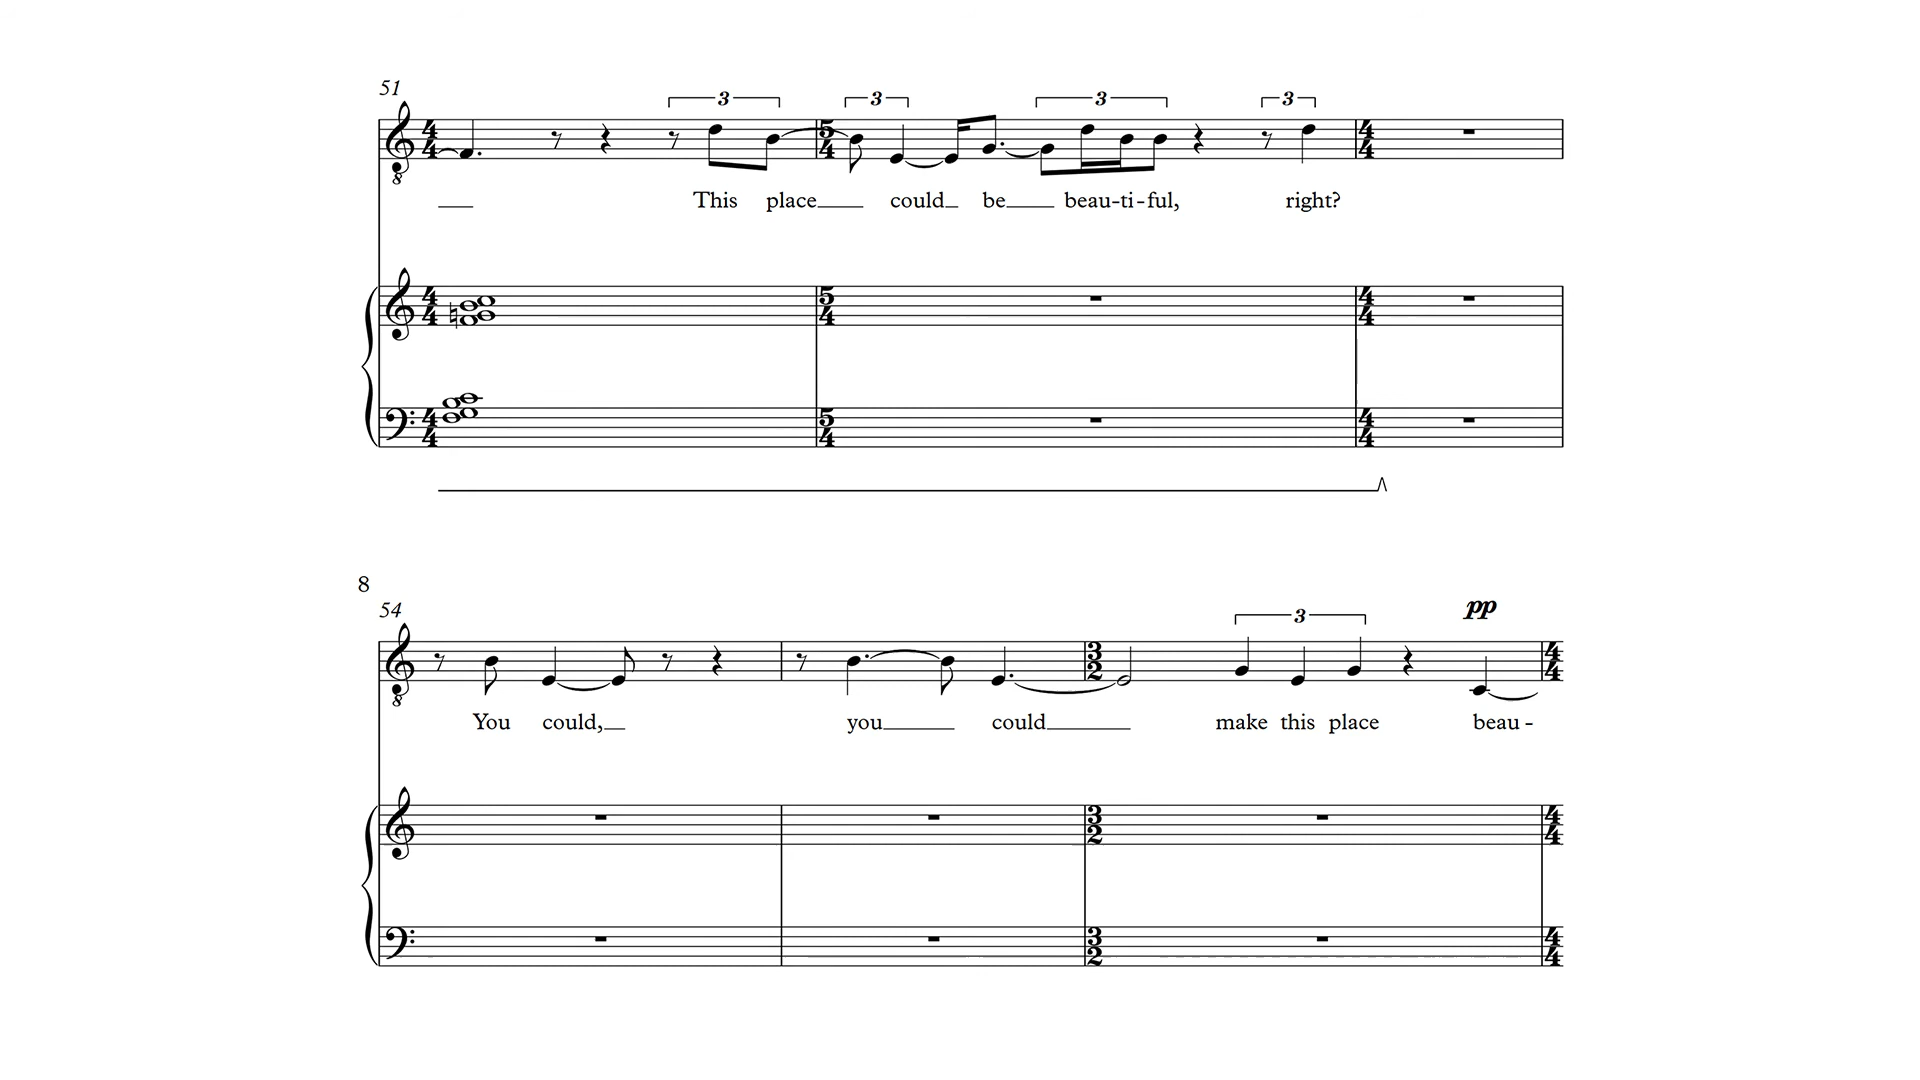 51
3 3 3 3
This place could be beau-ti-ful, right?
8
54
3 pp
You could, you could make this place beau-